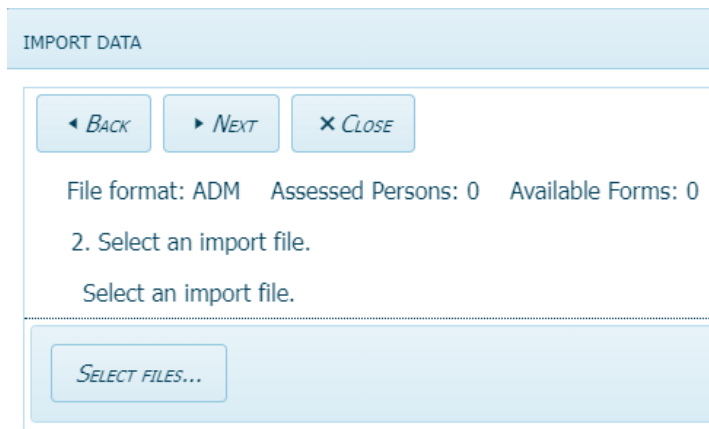 IMPORT DATA
BACK NEXT CLOSE
File format: ADM Assessed Persons: 0 Available Forms: 0
2. Select an import file.
Select an import file.
SELECT FILES...